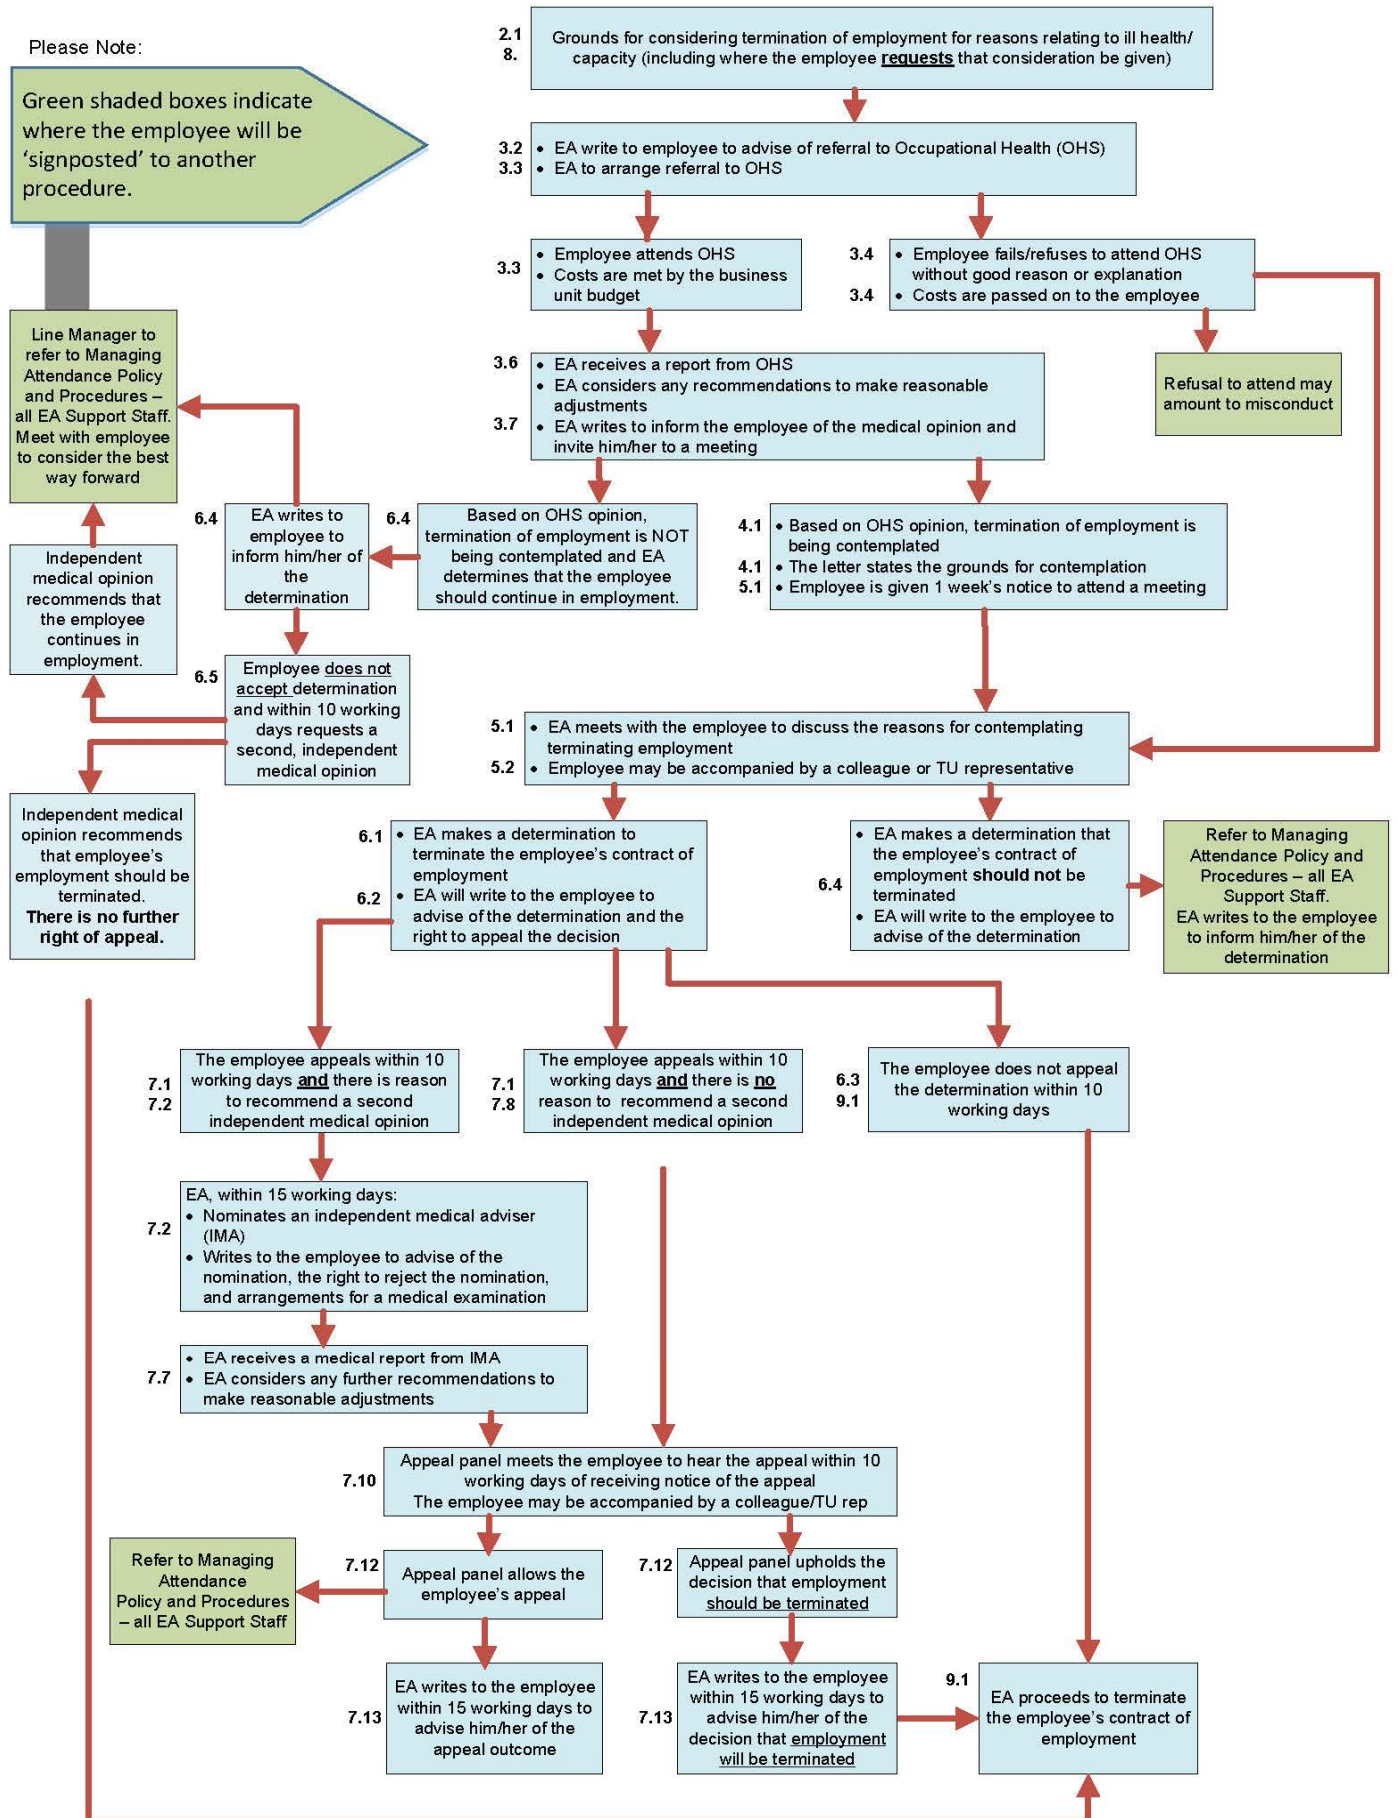 Please Note:
Green shaded boxes indicate
where the employee will be
‘signposted’ to another
procedure.
2.1
8.
Grounds for considering termination of employment for reasons relating to ill health/
capacity (including where the employee requests that consideration be given)
3.2
3.3
• EA write to employee to advise of referral to Occupational Health (OHS)
• EA to arrange referral to OHS
3.3
• Employee attends OHS
• Costs are met by the business
unit budget
3.4
• Employee fails/refuses to attend OHS
without good reason or explanation
3.4
• Costs are passed on to the employee
Line Manager to
refer to Managing
Attendance Policy
and Procedures –
all EA Support Staff.
Meet with employee
to consider the best
way forward
3.6
• EA receives a report from OHS
• EA considers any recommendations to make reasonable
adjustments
3.7
• EA writes to inform the employee of the medical opinion and
invite him/her to a meeting
Refusal to attend may
amount to misconduct
6.4
EA writes to
employee to
inform him/her of
the
determination
6.4
Based on OHS opinion,
termination of employment is NOT
being contemplated and EA
determines that the employee
should continue in employment.
4.1
• Based on OHS opinion, termination of employment is
being contemplated
4.1
• The letter states the grounds for contemplation
5.1
• Employee is given 1 week’s notice to attend a meeting
Independent
medical opinion
recommends that
the employee
continues in
employment.
6.5
Employee does not
accept determination
and within 10 working
days requests a
second, independent
medical opinion
5.1
• EA meets with the employee to discuss the reasons for contemplating
terminating employment
5.2
• Employee may be accompanied by a colleague or TU representative
Independent medical
opinion recommends
that employee’s
employment should be
terminated.
There is no further
right of appeal.
6.1
• EA makes a determination to
terminate the employee’s contract of
employment
6.2
• EA will write to the employee to
advise of the determination and the
right to appeal the decision
6.4
• EA makes a determination that
the employee’s contract of
employment should not be
terminated
• EA will write to the employee to
advise of the determination
Refer to Managing
Attendance Policy and
Procedures – all EA
Support Staff.
EA writes to the employee
to inform him/her of the
determination
7.1
7.2
The employee appeals within 10
working days and there is reason
to recommend a second
independent medical opinion
7.1
7.8
The employee appeals within 10
working days and there is no
reason to recommend a second
independent medical opinion
6.3
9.1
The employee does not appeal
the determination within 10
working days
7.2
EA, within 15 working days:
• Nominates an independent medical adviser
(IMA)
• Writes to the employee to advise of the
nomination, the right to reject the nomination,
and arrangements for a medical examination
7.7
• EA receives a medical report from IMA
• EA considers any further recommendations to
make reasonable adjustments
7.10
Appeal panel meets the employee to hear the appeal within 10
working days of receiving notice of the appeal
The employee may be accompanied by a colleague/TU rep
Refer to Managing
Attendance
Policy and Procedures
– all EA Support Staff
7.12
Appeal panel allows the
employee’s appeal
7.12
Appeal panel upholds the
decision that employment
should be terminated
7.13
EA writes to the employee
within 15 working days to
advise him/her of the
appeal outcome
7.13
EA writes to the employee
within 15 working days to
advise him/her of the
decision that employment
will be terminated
9.1
EA proceeds to terminate
the employee’s contract of
employment